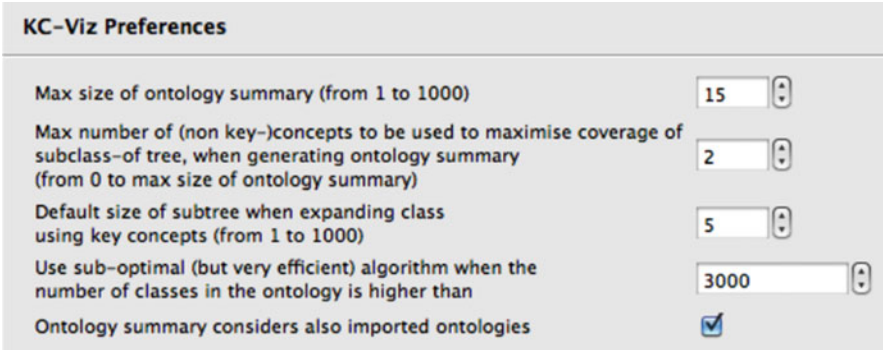 KC-Viz Preferences
Max size of ontology summary (from 1 to 1000) 15
Max number of (non key-)concepts to be used to maximise coverage of
subclass-of tree, when generating ontology summary 2
(from 0 to max size of ontology summary)
Default size of subtree when expanding class
using key concepts (from 1 to 1000) 5
Use sub-optimal (but very efficient) algorithm when the
number of classes in the ontology is higher than 3000
Ontology summary considers also imported ontologies